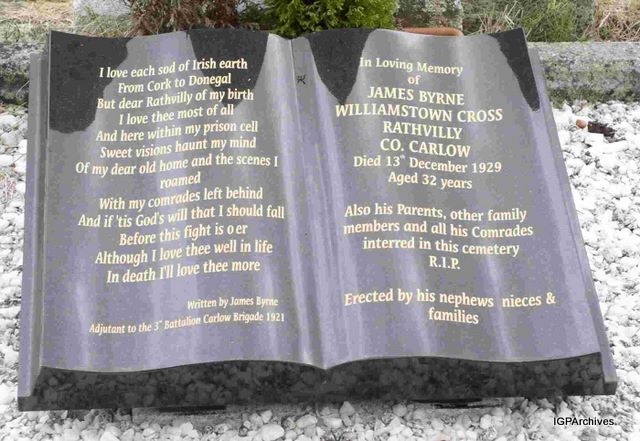 I love each sod of Irish earth
From Cork to Donegal
But dear Rathvilly of my birth
I love thee most of all
And here within my prison cell
Sweet visions haunt my mind
Of my dear old home and the scenes I
roamed
With my comrades left behind
And if 'tis God's will that I should fall
Before this fight is o er
Although I love thee well in life
In death I'll love thee more
Written by James Byrne
Adjutant to the 3" Battalion Carlow Brigade 1921
In Loving Memory
of
JAMES BYRNE
WILLIAMSTOWN CROSS
RATHVILLY
CO. CARLOW
Died 13" December 1929
Aged 32 years
Also his Parents, other family
members and all his Comrades
interred in this cemetery
R.I.P.
Erected by his nephews nieces &
families
IGPArchives.